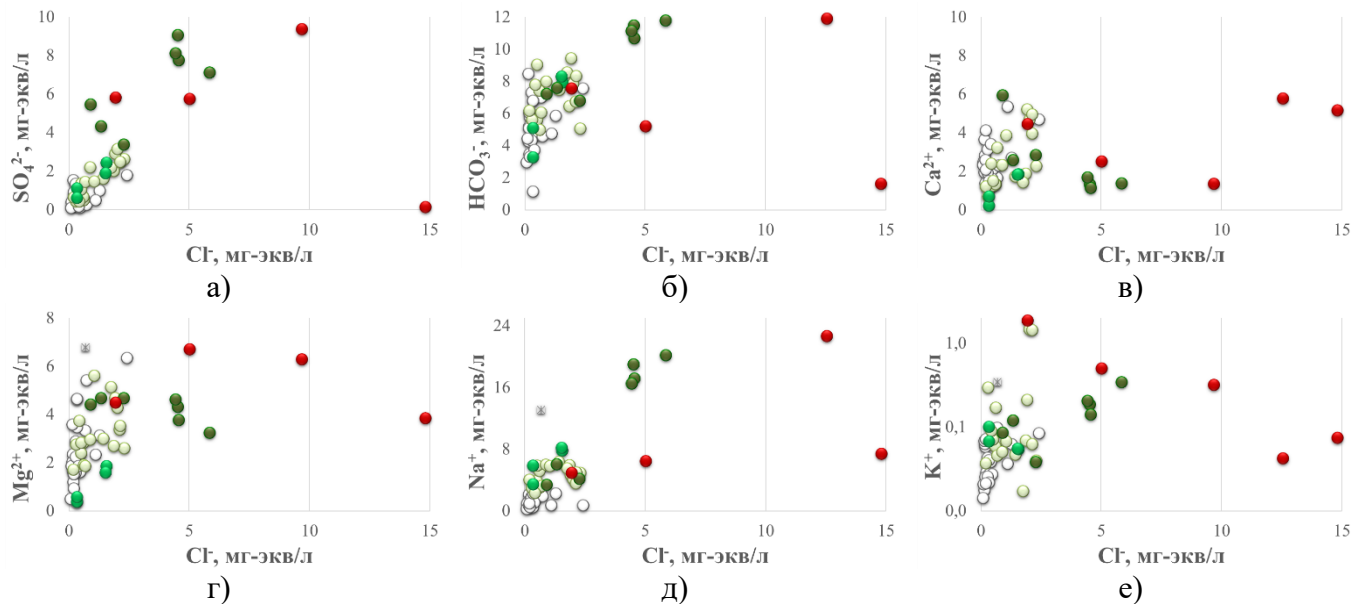 SO₄²⁻, мг-экв/л
10
8
6
4
2
0
0 5 10 15
Cl⁻, мг-экв/л
а)
HCO₃⁻, мг-экв/л
12
10
8
6
4
2
0
0 5 10 15
Cl⁻, мг-экв/л
б)
Ca²⁺, мг-экв/л
10
8
6
4
2
0
0 5 10 15
Cl⁻, мг-экв/л
в)
Mg²⁺, мг-экв/л
8
6
4
2
0
0 5 10 15
Cl⁻, мг-экв/л
г)
Na⁺, мг-экв/л
24
16
8
0
0 5 10 15
Cl⁻, мг-экв/л
д)
K⁺, мг-экв/л
1,0
0,1
0,0
0 5 10 15
Cl⁻, мг-экв/л
е)